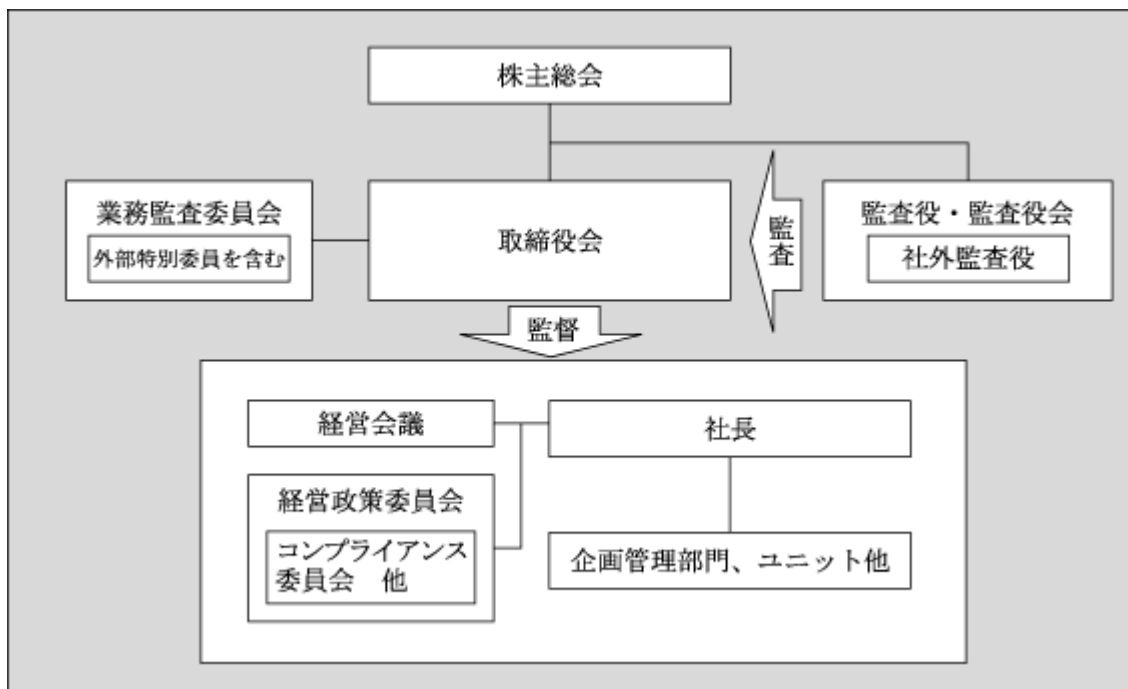 株主総会
業務監査委員会
外部特別委員を含む
取締役会
監査
監査役・監査役会
社外監査役
監督
経営会議
社長
経営政策委員会
コンプライアンス
委員会　他
企画管理部門、ユニット他